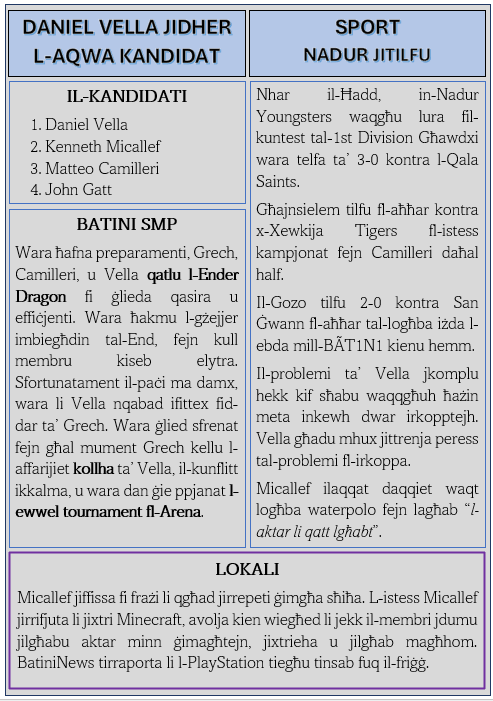 DANIEL VELLA JIDHER
L-AQWA KANDIDAT
IL-KANDIDATI
1. Daniel Vella
2. Kenneth Micallef
3. Matteo Camilleri
4. John Gatt
BATINI SMP
Wara ħafna preparamenti, Grech,
Camilleri, u Vella qatlu l-Ender
Dragon fi ġlieda qasira u
effiċjenti. Wara ħakmu l-gżejjer
imbiegħdin tal-End, fejn kull
membru kiseb elytra.
Sfortunatament il-paċi ma damx,
wara li Vella nqabad ifittex fid-
dar ta’ Grech. Wara ġlied sfrenat
fejn għal mument Grech kellu l-
affarijiet kollha ta’ Vella, il-kunflitt
ikkalma, u wara dan ġie ppjanat l-
ewwel tournament fl-Arena.
SPORT
NADUR JITILFU
Nhar il-Ħadd, in-Nadur
Youngsters waqgħu lura fil-
kuntest tal-1st Division Għawdxi
wara telfa ta’ 3-0 kontra l-Qala
Saints.
Għajnsielem tilfu fl-aħħar kontra
x-Xewkija Tigers fl-istess
kampjonat fejn Camilleri daħal
half.
Il-Gozo tilfu 2-0 kontra San
Ġwann fl-aħħar tal-logħba iżda l-
ebda mill-BÃT1N1 kienu hemm.
Il-problemi ta’ Vella jkomplu
hekk kif sħabu waqqgħuh ħażin
meta inkewh dwar irkopptejh.
Vella għadu mhux jittrenja peress
tal-problemi fl-irkoppa.
Micallef ilaqqat daqqiet waqt
logħba waterpolo fejn lagħab “l-
aktar li qatt lgħabt”.
LOKALI
Micallef jiffissa fi frażi li qgħad jirrepeti ġimgħa sħiħa. L-istess Micallef
jirrifjuta li jixtri Minecraft, avolja kien wiegħed li jekk il-membri jdumu
jilgħabu aktar minn ġimagħtejn, jixtrieha u jilgħab magħhom.
BatiniNews tirraporta li l-PlayStation tiegħu tinsab fuq il-friġġ.